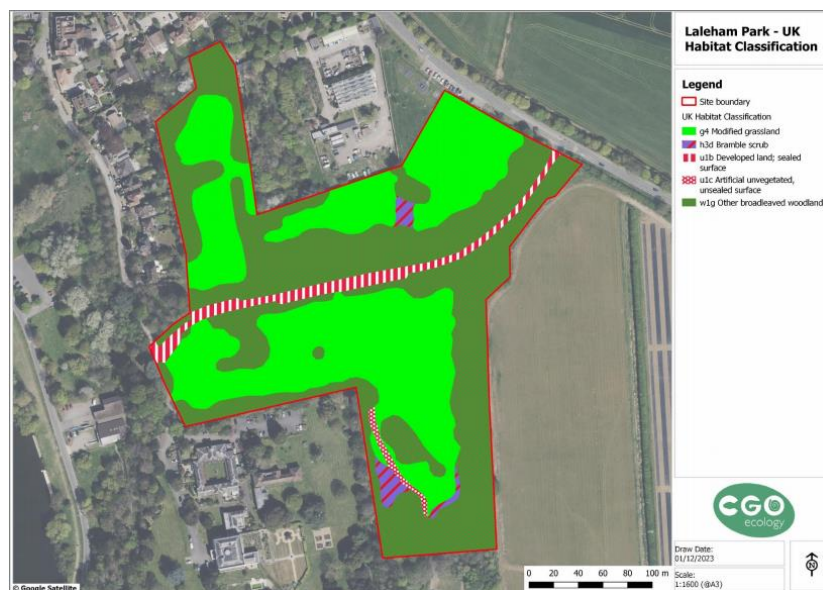 Laleham Park - UK
Habitat Classification
Legend
Site boundary
UK Habitat Classification
g4 Modified grassland
h3d Bramble scrub
u1b Developed land; sealed
surface
u1c Artificial unvegetated,
unsealed surface
w1g Other broadleaved woodland
CGO
ecology
Draw Date:
01/12/2023
Scale:
1:1600 (@A3)
N
0 20 40 60 80 100 m
© Google Satellite